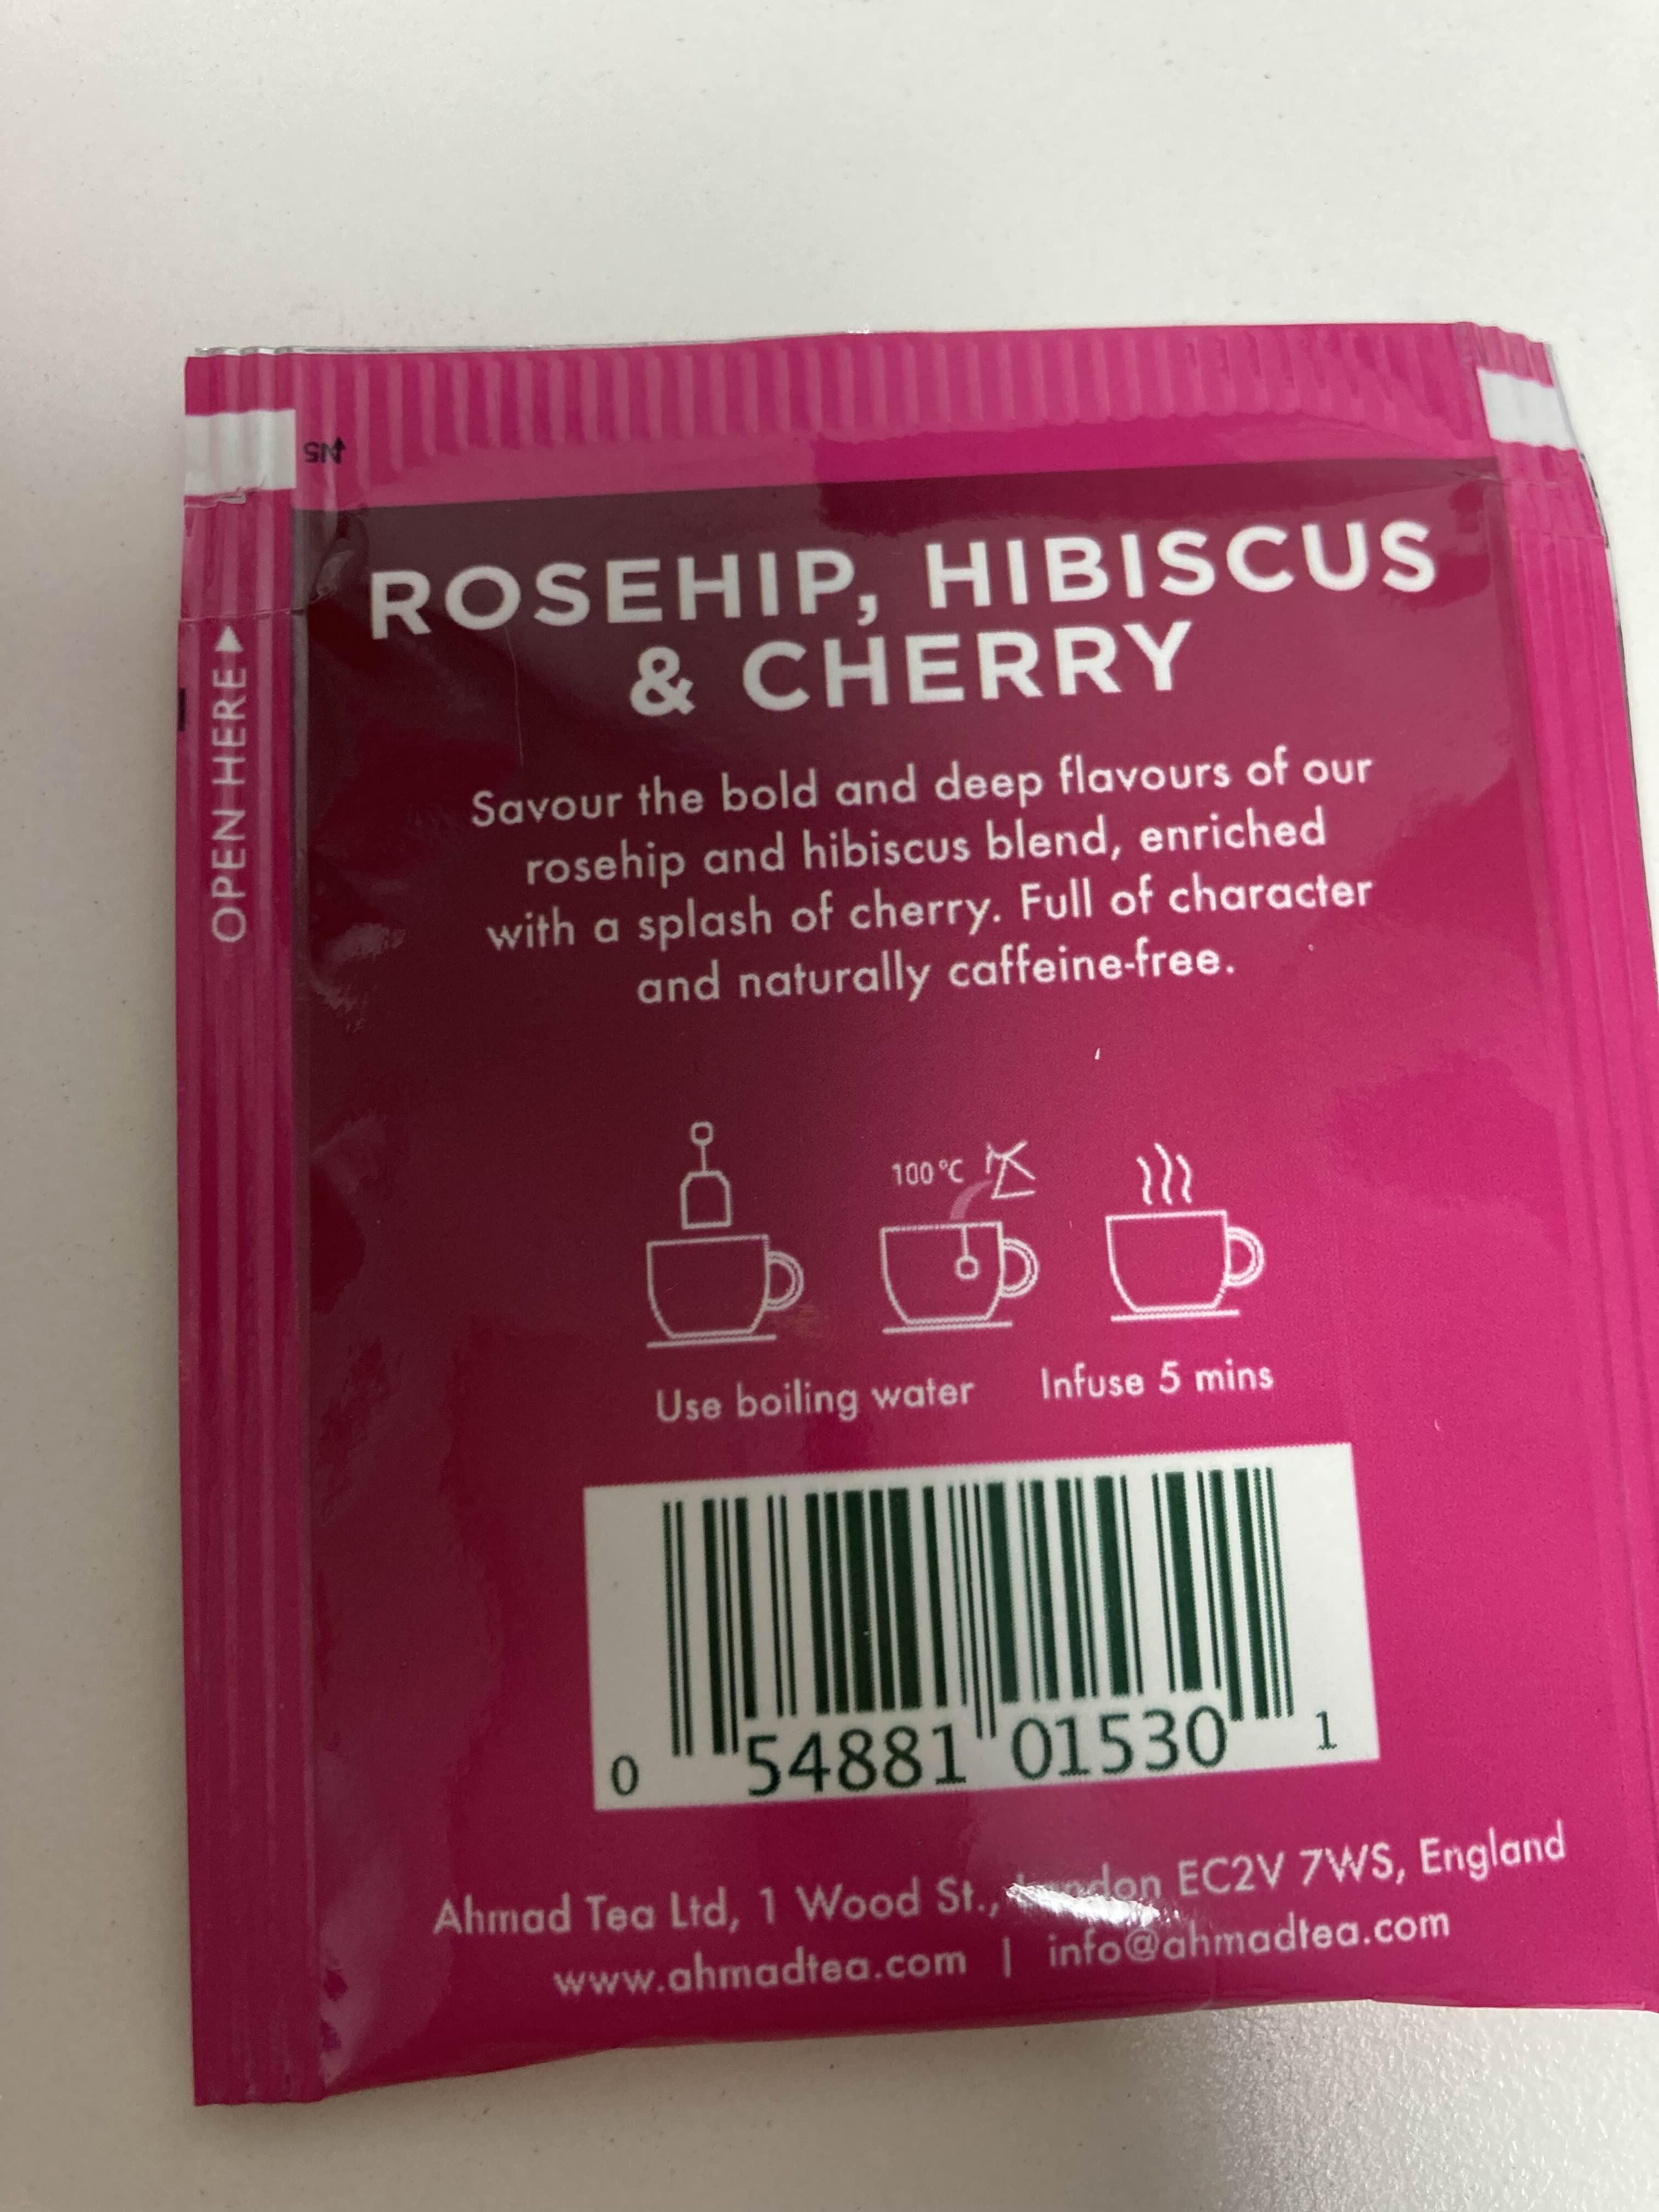 N5
OPEN HERE
ROSEHIP, HIBISCUS
& CHERRY
Savour the bold and deep flavours of our
rosehip and hibiscus blend, enriched
with a splash of cherry. Full of character
and naturally caffeine-free.
100°C
Use boiling water Infuse 5 mins
0 54881 01530 1
Ahmad Tea Ltd, 1 Wood St., London EC2V 7WS, England
www.ahmadtea.com | info@ahmadtea.com